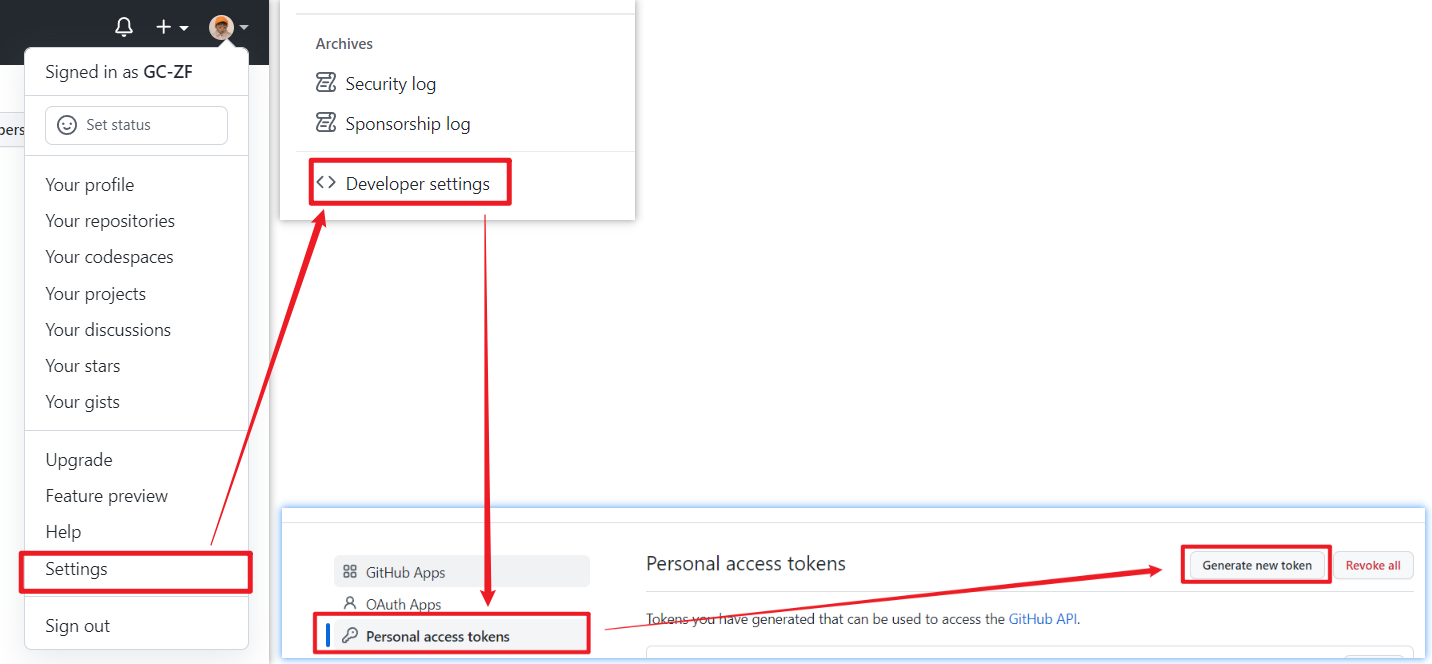 Signed in as GC-ZF
Set status
Your profile
Your repositories
Your codespaces
Your projects
Your discussions
Your stars
Your gists
Upgrade
Feature preview
Help
Settings
Sign out
Archives
Security log
Sponsorship log
Developer settings
GitHub Apps
OAuth Apps
Personal access tokens
Personal access tokens
Generate new token
Revoke all
Tokens you have generated that can be used to access the GitHub API.